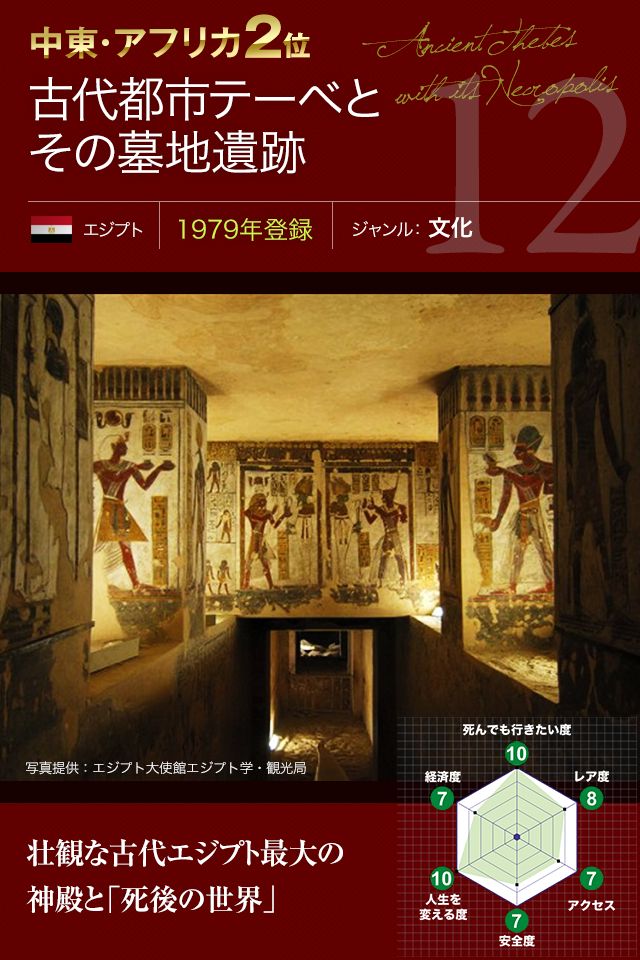 中東・アフリカ2位
Ancient Thebes
with its Necropolis
12
古代都市テーベと
その墓地遺跡
エジプト
1979年登録
ジャンル：文化
写真提供：エジプト大使館エジプト学・観光局
死んでも行きたい度
10
経済度
7
レア度
8
10
人生を
変える度
7
アクセス
7
安全度
壮観な古代エジプト最大の
神殿と「死後の世界」